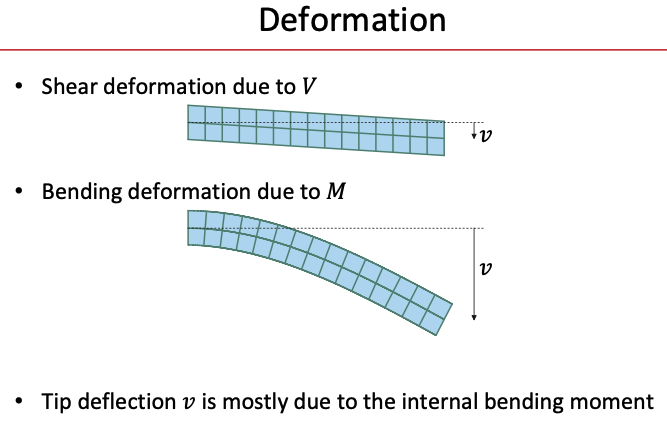 Deformation
• Shear deformation due to V
v
• Bending deformation due to M
v
• Tip deflection v is mostly due to the internal bending moment